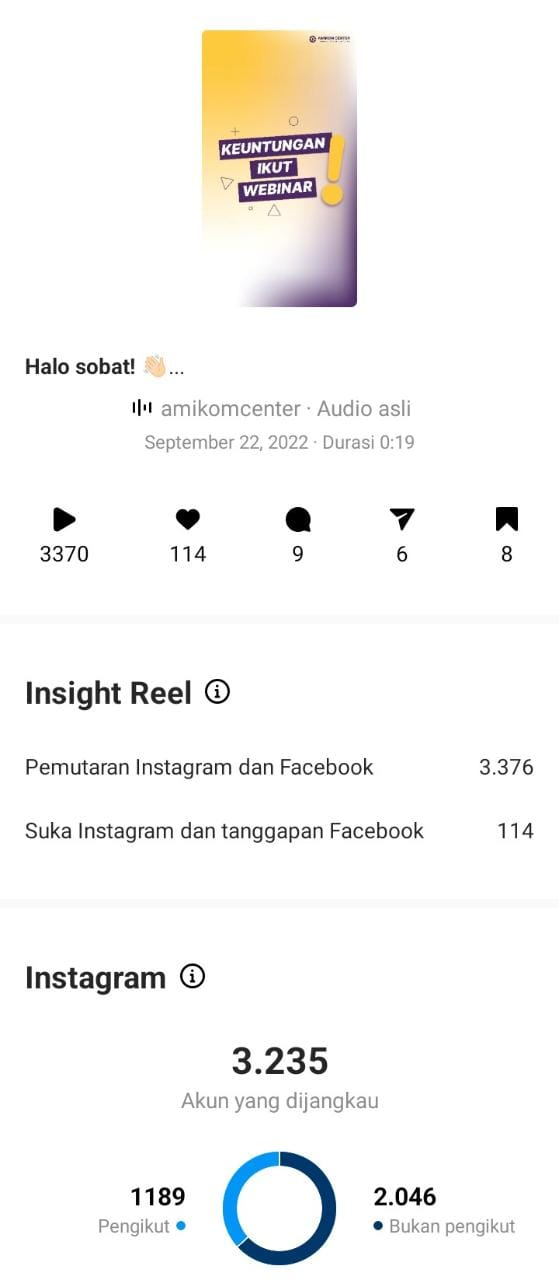 AMIKOM CENTER
KEUNTUNGAN
IKUT
WEBINAR
Halo sobat! 👋🏻...
amikomcenter · Audio asli
September 22, 2022 · Durasi 0:19
3370 114 9 6 8
Insight Reel
Pemutaran Instagram dan Facebook 3.376
Suka Instagram dan tanggapan Facebook 114
Instagram
3.235
Akun yang dijangkau
1189 2.046
Pengikut Bukan pengikut